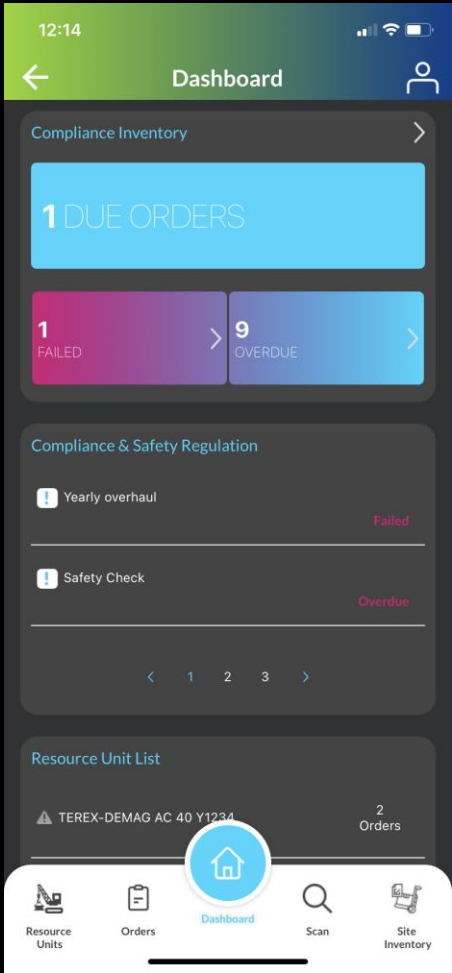 12:14
Dashboard
Compliance Inventory
1 DUE ORDERS
1
FAILED
9
OVERDUE
Compliance & Safety Regulation
! Yearly overhaul
Failed
! Safety Check
Overdue
< 1 2 3 >
Resource Unit List
TEREX-DEMAG AC 40 Y1234
2
Orders
Resource
Units
Orders
Dashboard
Scan
Site
Inventory